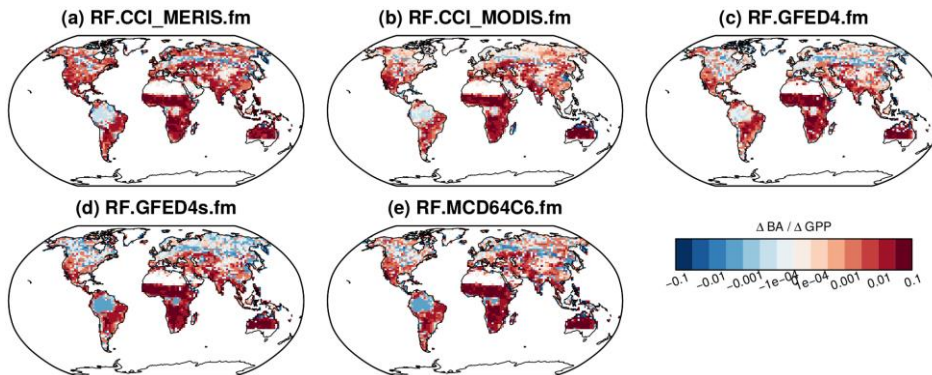 (a) RF.CCI_MERIS.fm
(b) RF.CCI_MODIS.fm
(c) RF.GFED4.fm
(d) RF.GFED4s.fm
(e) RF.MCD64C6.fm
Δ BA / Δ GPP
−0.1 −0.01 −0.001 −1e−04 1e−04 0.001 0.01 0.1